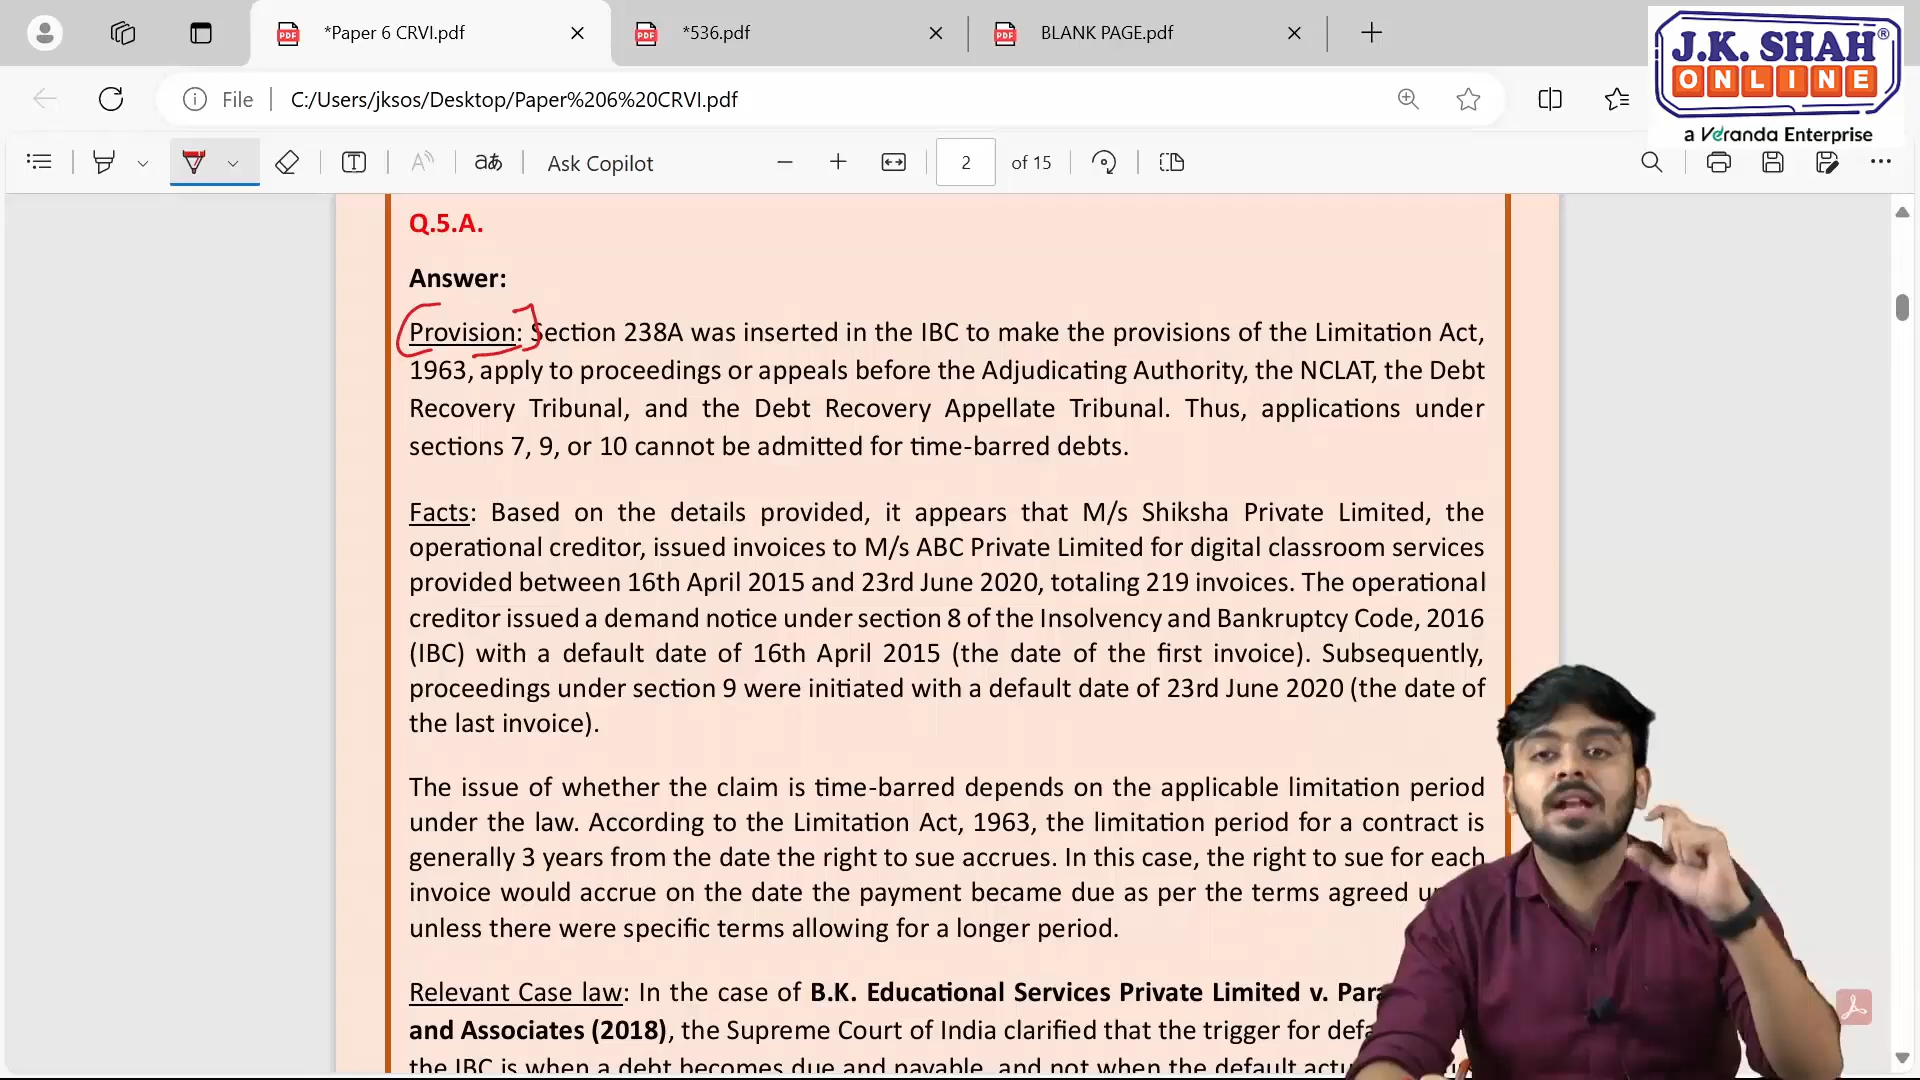 *Paper 6 CRVI.pdf
*536.pdf
BLANK PAGE.pdf
J.K. SHAH®
ONLINE
a Veranda Enterprise
File
C:/Users/jksos/Desktop/Paper%206%20CRVI.pdf
Ask Copilot
2 of 15
Q.5.A.
Answer:
Provision: Section 238A was inserted in the IBC to make the provisions of the Limitation Act,
1963, apply to proceedings or appeals before the Adjudicating Authority, the NCLAT, the Debt
Recovery Tribunal, and the Debt Recovery Appellate Tribunal. Thus, applications under
sections 7, 9, or 10 cannot be admitted for time-barred debts.
Facts: Based on the details provided, it appears that M/s Shiksha Private Limited, the
operational creditor, issued invoices to M/s ABC Private Limited for digital classroom services
provided between 16th April 2015 and 23rd June 2020, totaling 219 invoices. The operational
creditor issued a demand notice under section 8 of the Insolvency and Bankruptcy Code, 2016
(IBC) with a default date of 16th April 2015 (the date of the first invoice). Subsequently,
proceedings under section 9 were initiated with a default date of 23rd June 2020 (the date of
the last invoice).
The issue of whether the claim is time-barred depends on the applicable limitation period
under the law. According to the Limitation Act, 1963, the limitation period for a contract is
generally 3 years from the date the right to sue accrues. In this case, the right to sue for each
invoice would accrue on the date the payment became due as per the terms agreed
unless there were specific terms allowing for a longer period.
Relevant Case law: In the case of B.K. Educational Services Private Limited v.
and Associates (2018), the Supreme Court of India clarified that the trigger for
the IBC is when a debt becomes due and payable, and not when the default